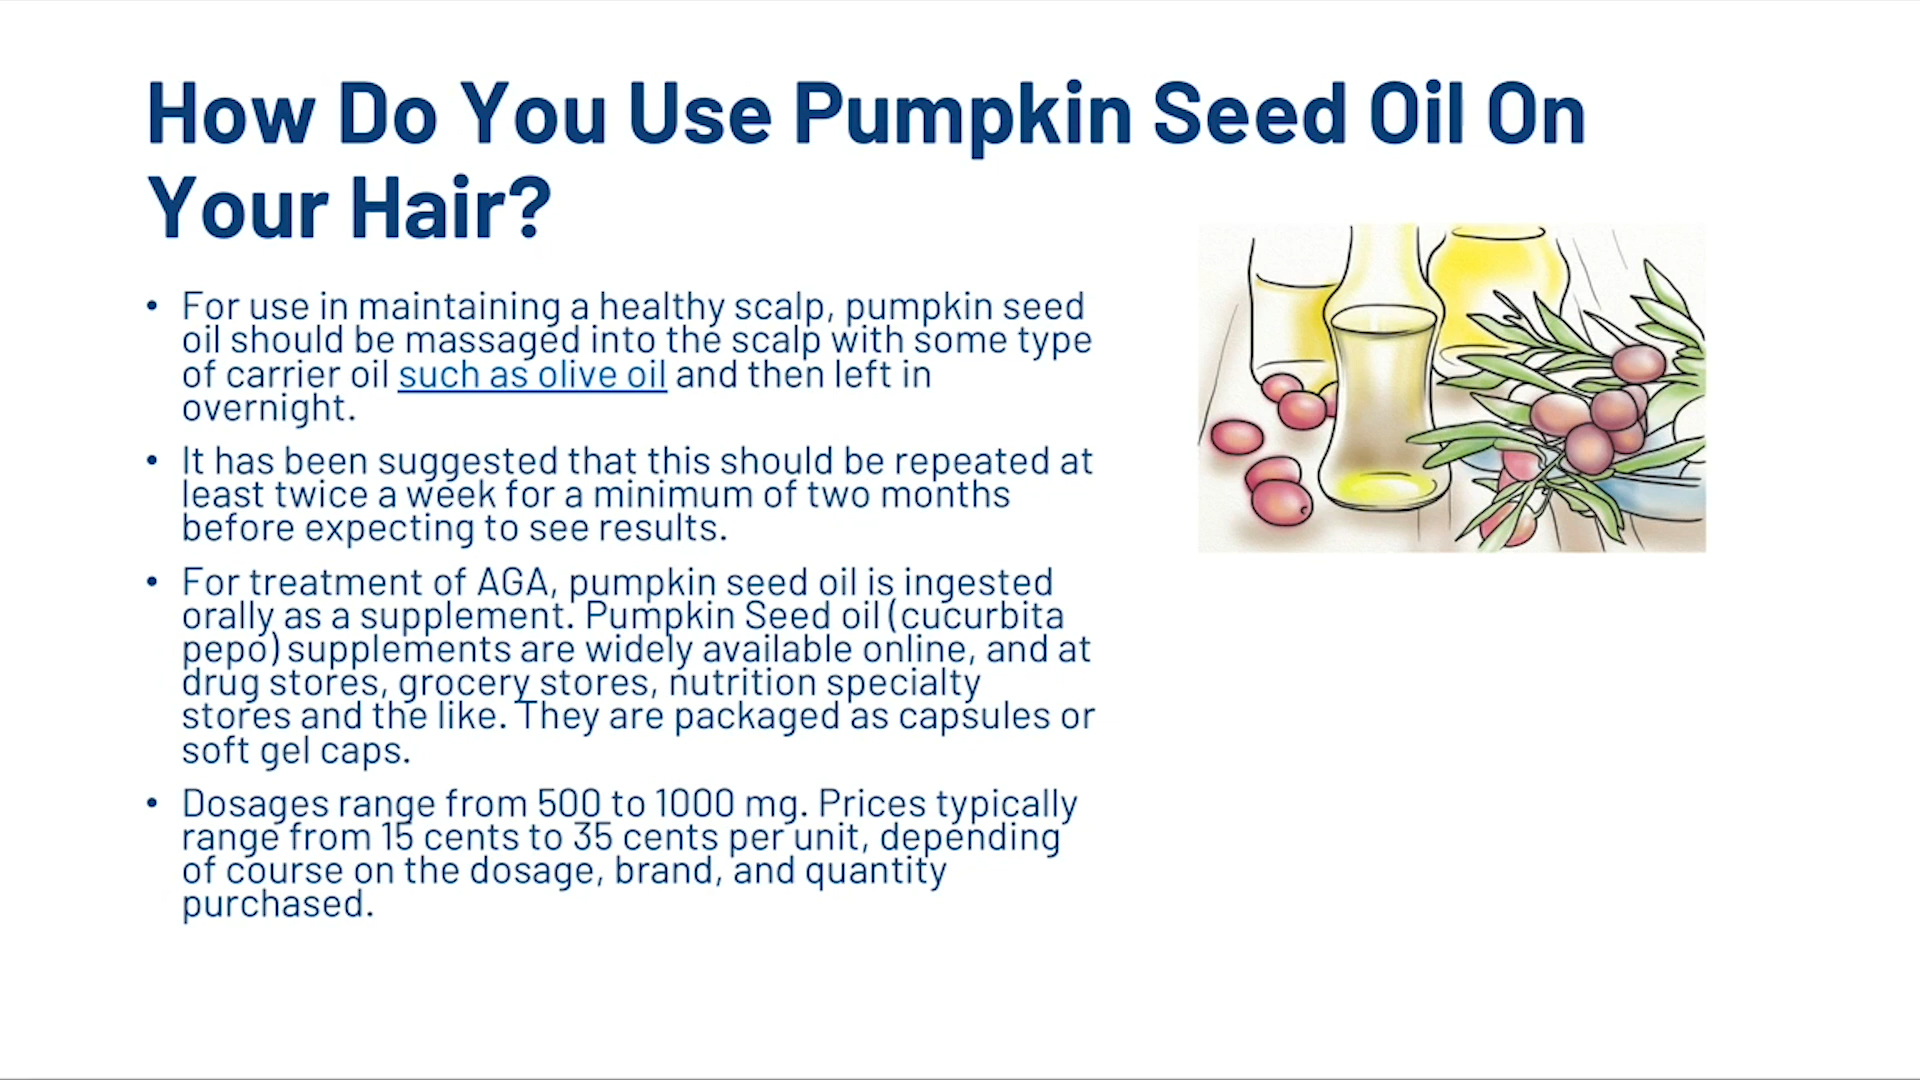 How Do You Use Pumpkin Seed Oil On
Your Hair?
• For use in maintaining a healthy scalp, pumpkin seed
oil should be massaged into the scalp with some type
of carrier oil such as olive oil and then left in
overnight.
• It has been suggested that this should be repeated at
least twice a week for a minimum of two months
before expecting to see results.
• For treatment of AGA, pumpkin seed oil is ingested
orally as a supplement. Pumpkin Seed oil (cucurbita
pepo) supplements are widely available online, and at
drug stores, grocery stores, nutrition specialty
stores and the like. They are packaged as capsules or
soft gel caps.
• Dosages range from 500 to 1000 mg. Prices typically
range from 15 cents to 35 cents per unit, depending
of course on the dosage, brand, and quantity
purchased.